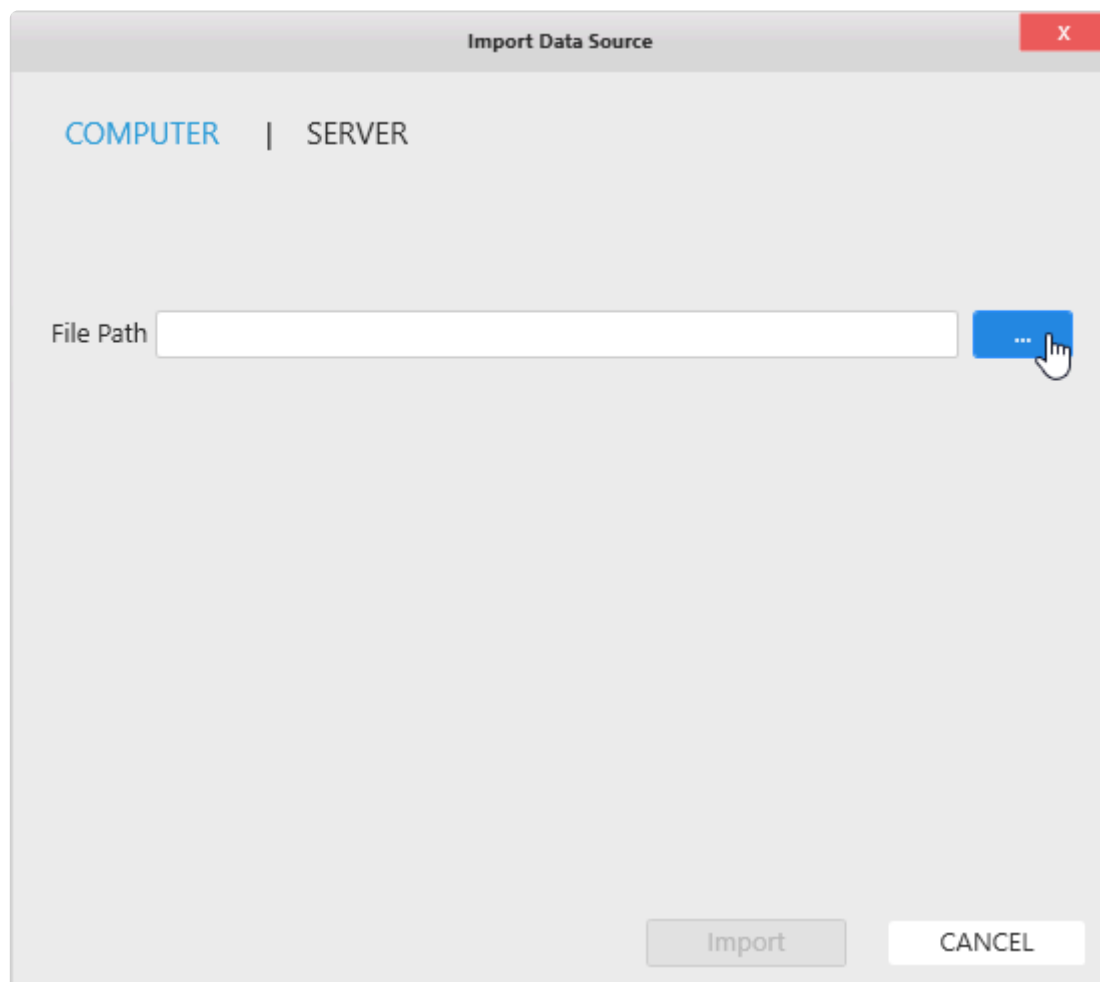 Import Data Source x
COMPUTER | SERVER
File Path ...
Import CANCEL